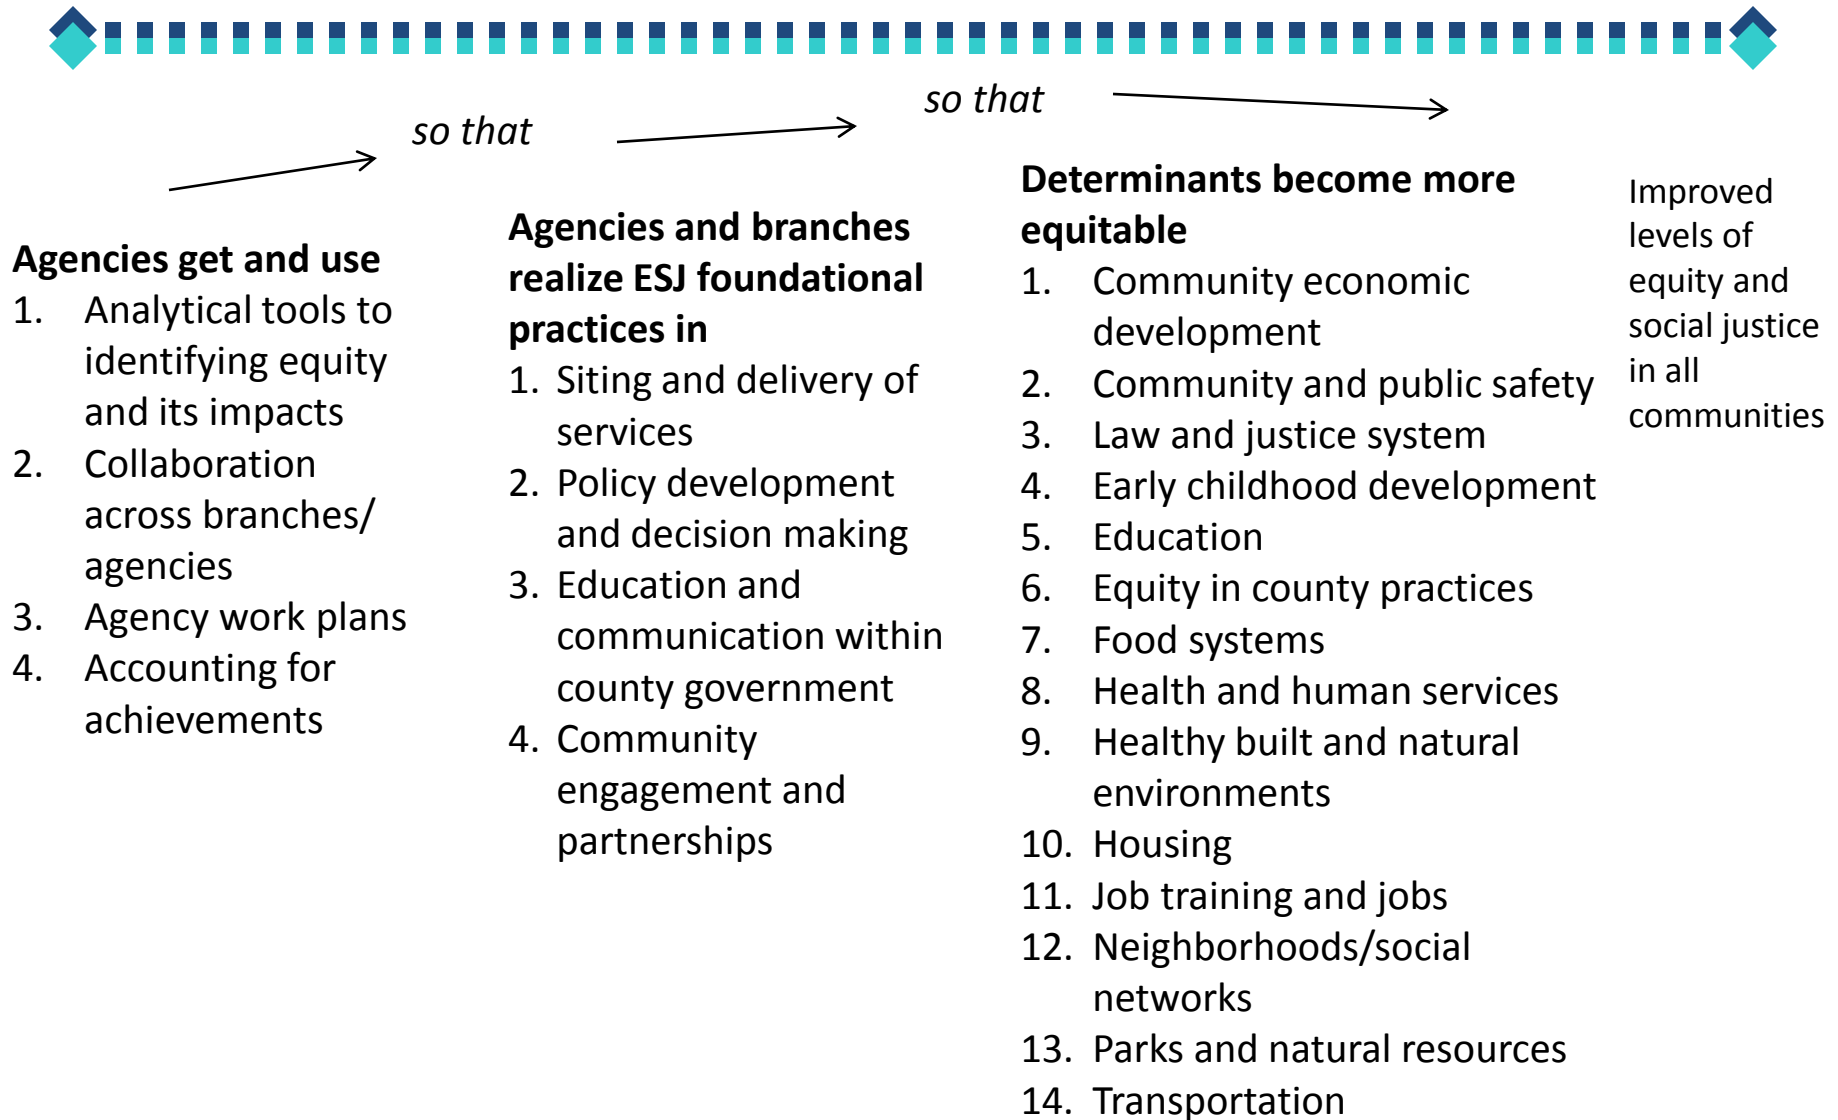 so that
so that
Agencies get and use
1. Analytical tools to
identifying equity
and its impacts
2. Collaboration
across branches/
agencies
3. Agency work plans
4. Accounting for
achievements
Agencies and branches
realize ESJ foundational
practices in
1. Siting and delivery of
services
2. Policy development
and decision making
3. Education and
communication within
county government
4. Community
engagement and
partnerships
Determinants become more
equitable
1. Community economic
development
2. Community and public safety
3. Law and justice system
4. Early childhood development
5. Education
6. Equity in county practices
7. Food systems
8. Health and human services
9. Healthy built and natural
environments
10. Housing
11. Job training and jobs
12. Neighborhoods/social
networks
13. Parks and natural resources
14. Transportation
Improved
levels of
equity and
social justice
in all
communities